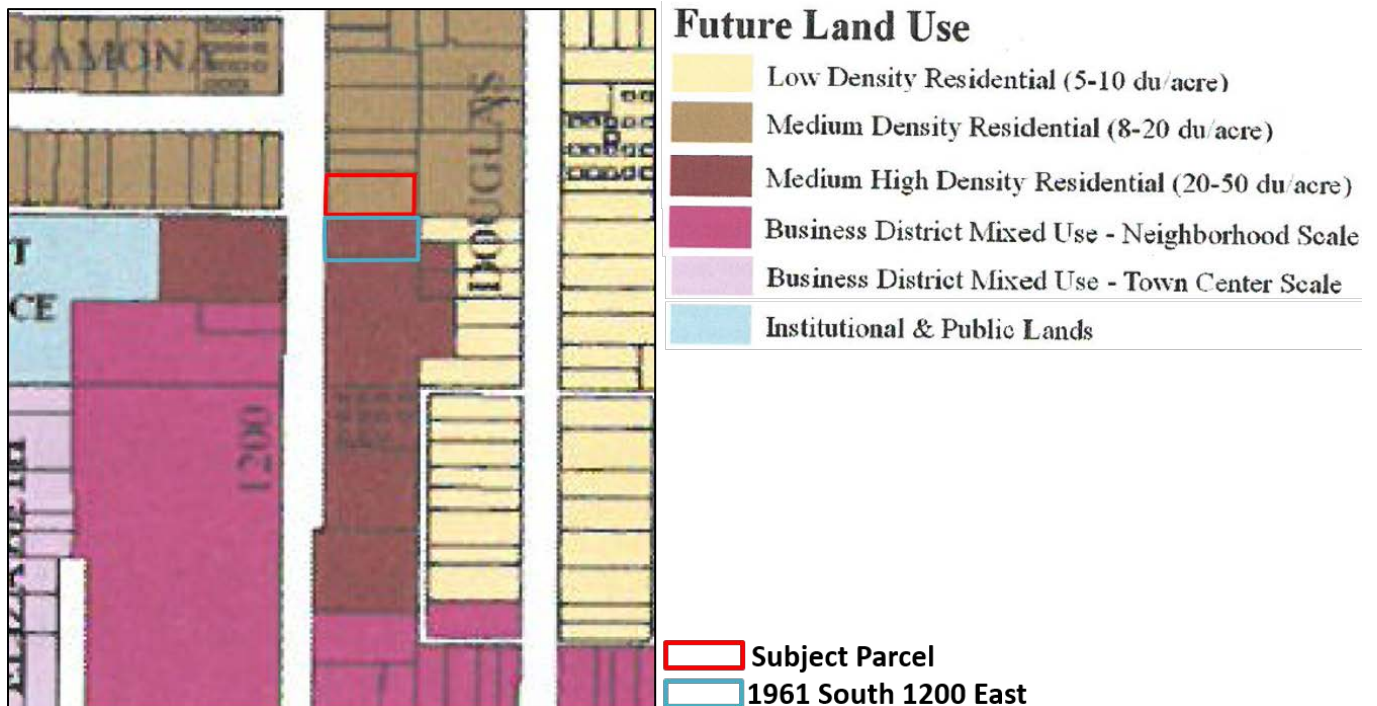 RAMONA
DOUGLAS
T
CE
1200
Future Land Use
Low Density Residential (5-10 du/acre)
Medium Density Residential (8-20 du/acre)
Medium High Density Residential (20-50 du/acre)
Business District Mixed Use - Neighborhood Scale
Business District Mixed Use - Town Center Scale
Institutional & Public Lands
Subject Parcel
1961 South 1200 East